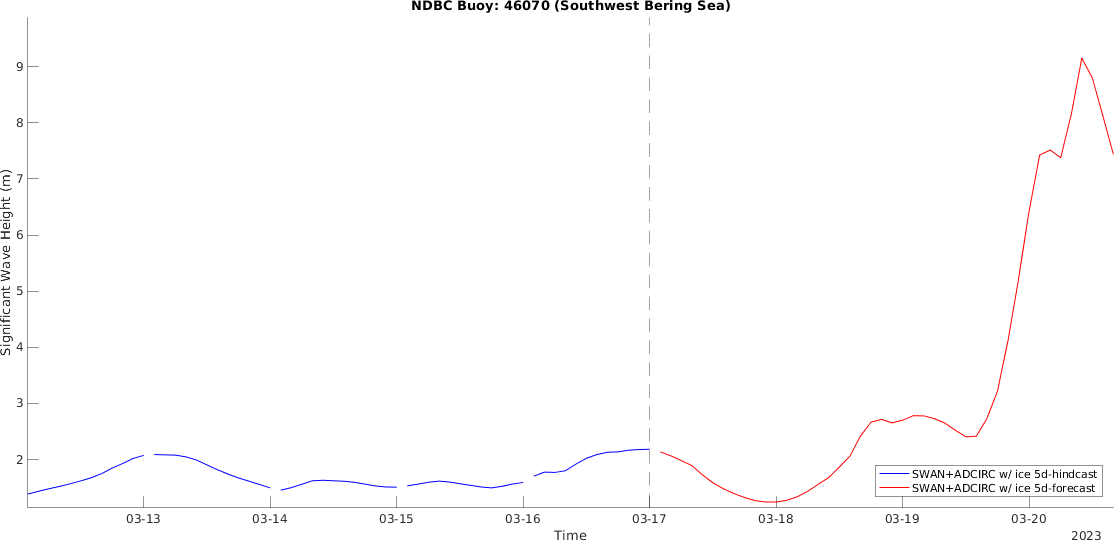 NDBC Buoy: 46070 (Southwest Bering Sea)
Significant Wave Height (m)
9
8
7
6
5
4
3
2
SWAN+ADCIRC w/ ice 5d-hindcast
SWAN+ADCIRC w/ ice 5d-forecast
03-13 03-14 03-15 03-16 03-17 03-18 03-19 03-20
Time
2023